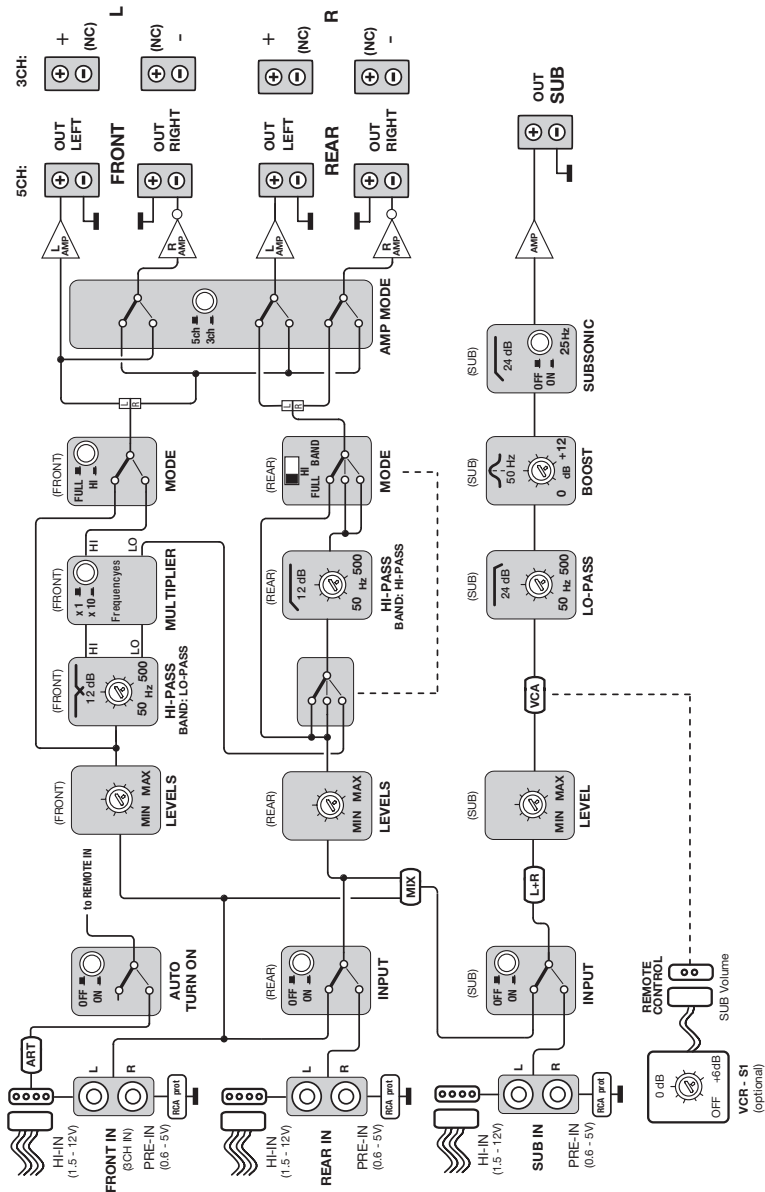 HI-IN
(1.5 - 12V)
FRONT IN
(3CH IN)
PRE-IN
(0.6 - 5V)
ART
L
R
RCA prot
OFF
ON
AUTO
TURN ON
to REMOTE IN
(FRONT)
MIN MAX
LEVELS
(FRONT)
12 dB
50 Hz 500
HI-PASS
BAND: LO-PASS
HI
LO
(FRONT)
x 1
x 10
Frequencyes
MULTIPLIER
HI
LO
(FRONT)
FULL
HI
MODE
L
R
5ch
3ch
AMP MODE
L
AMP
R
AMP
L
AMP
R
AMP
5CH:
OUT
LEFT
FRONT
OUT
RIGHT
OUT
LEFT
REAR
OUT
RIGHT
3CH:
+
(NC)
L
(NC)
-
+
(NC)
R
(NC)
-
HI-IN
(1.5 - 12V)
REAR IN
PRE-IN
(0.6 - 5V)
L
R
RCA prot
(REAR)
OFF
ON
INPUT
MIX
(REAR)
MIN MAX
LEVELS
(REAR)
12 dB
50 Hz 500
HI-PASS
BAND: HI-PASS
(REAR)
HI
FULL BAND
MODE
L
R
HI-IN
(1.5 - 12V)
SUB IN
PRE-IN
(0.6 - 5V)
L
R
RCA prot
(SUB)
OFF
ON
INPUT
L+R
(SUB)
MIN MAX
LEVEL
VCA
(SUB)
24 dB
50 Hz 500
LO-PASS
(SUB)
50 Hz
0 dB +12
BOOST
(SUB)
24 dB
OFF
ON
25Hz
SUBSONIC
AMP
OUT
SUB
0 dB
OFF +6dB
VCR - S1
(optional)
REMOTE
CONTROL
SUB Volume